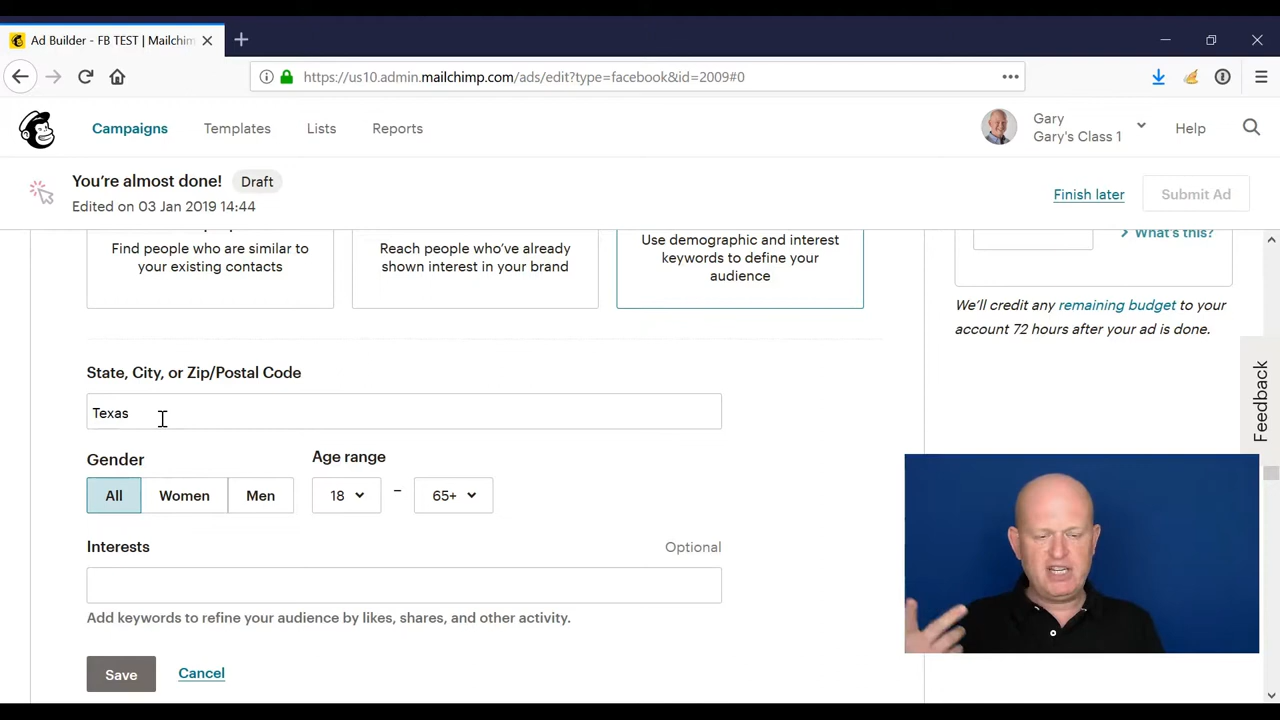 Ad Builder - FB TEST | Mailchim
https://us10.admin.mailchimp.com/ads/edit?type=facebook&id=2009#0
Campaigns
Templates
Lists
Reports
Gary
Gary's Class 1
Help
You're almost done!
Draft
Edited on 03 Jan 2019 14:44
Finish later
Submit Ad
Find people who are similar to
your existing contacts
Reach people who've already
shown interest in your brand
Use demographic and interest
keywords to define your
audience
What's this?
We'll credit any remaining budget to your
account 72 hours after your ad is done.
State, City, or Zip/Postal Code
Texas
Gender
Age range
All
Women
Men
18
–
65+
Interests
Optional
Add keywords to refine your audience by likes, shares, and other activity.
Save
Cancel
Feedback